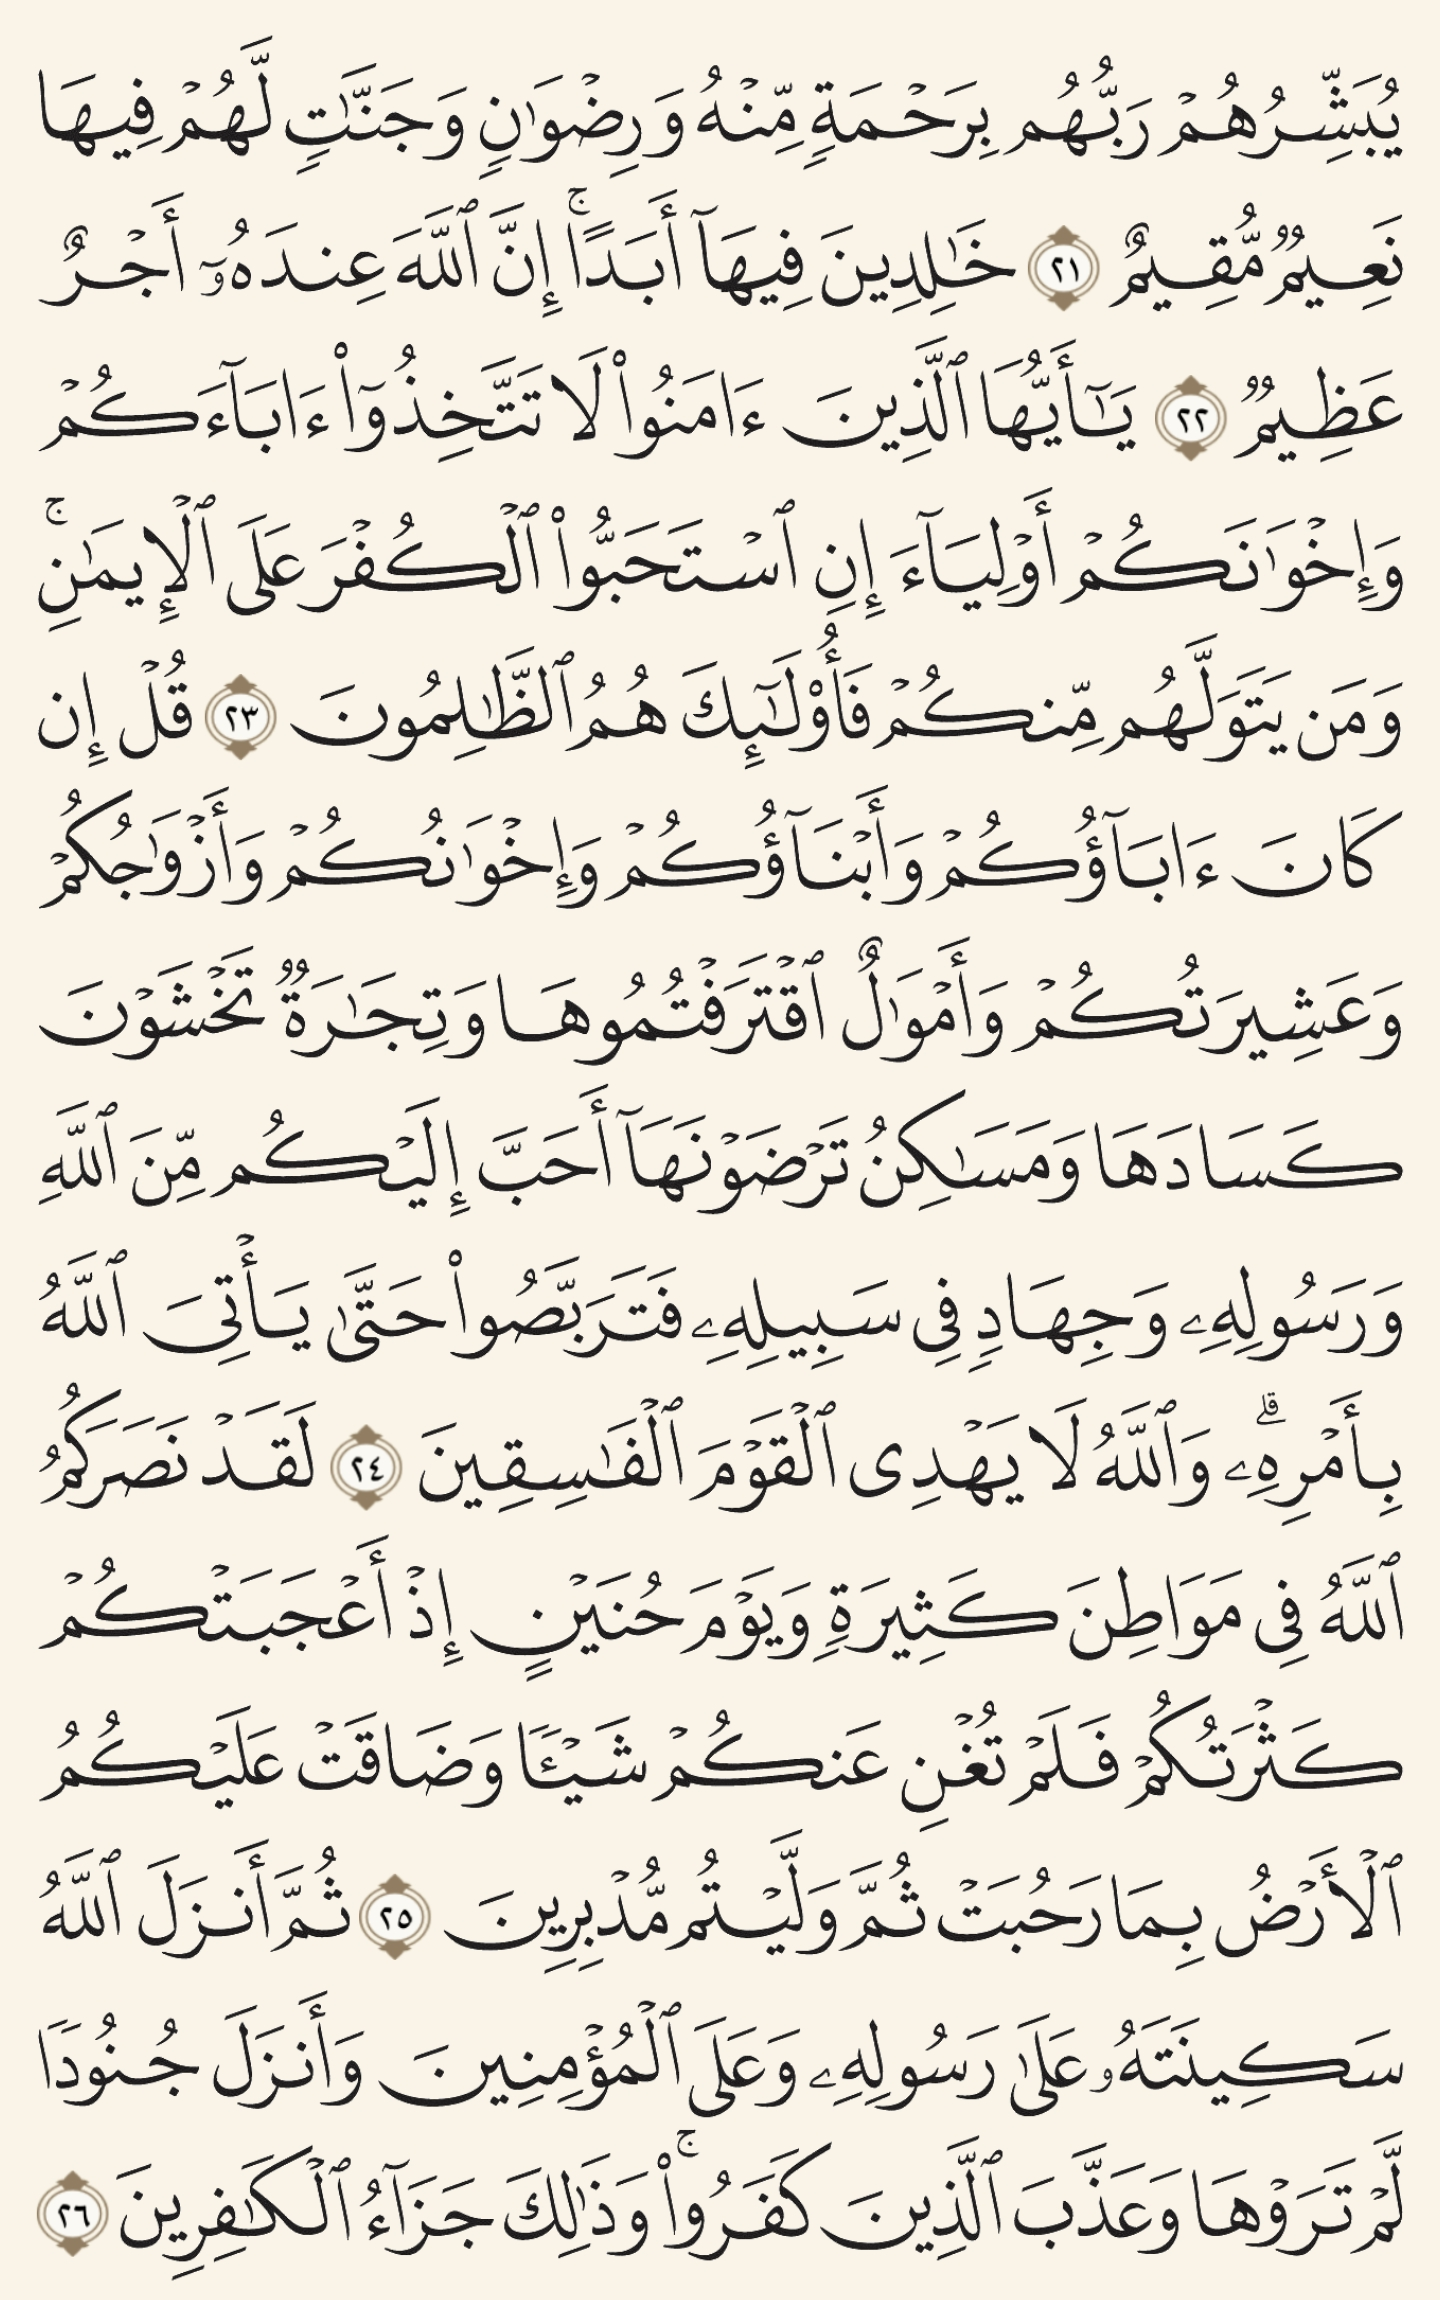 يُبَشِّرُهُمْ رَبُّهُم بِرَحْمَةٍ مِّنْهُ وَرِضْوَٰنٍ وَجَنَّٰتٍ لَّهُمْ فِيهَا
نَعِيمٌ مُّقِيمٌ ٢١ خَٰلِدِينَ فِيهَآ أَبَدًا ۚ إِنَّ ٱللَّهَ عِندَهُۥٓ أَجْرٌ
عَظِيمٌ ٢٢ يَٰٓأَيُّهَا ٱلَّذِينَ ءَامَنُوا۟ لَا تَتَّخِذُوٓا۟ ءَابَآءَكُمْ
وَإِخْوَٰنَكُمْ أَوْلِيَآءَ إِنِ ٱسْتَحَبُّوا۟ ٱلْكُفْرَ عَلَى ٱلْإِيمَٰنِ ۚ
وَمَن يَتَوَلَّهُم مِّنكُمْ فَأُو۟لَٰٓئِكَ هُمُ ٱلظَّٰلِمُونَ ٢٣ قُلْ إِن
كَانَ ءَابَآؤُكُمْ وَأَبْنَآؤُكُمْ وَإِخْوَٰنُكُمْ وَأَزْوَٰجُكُمْ
وَعَشِيرَتُكُمْ وَأَمْوَٰلٌ ٱقْتَرَفْتُمُوهَا وَتِجَٰرَةٌ تَخْشَوْنَ
كَسَادَهَا وَمَسَٰكِنُ تَرْضَوْنَهَآ أَحَبَّ إِلَيْكُم مِّنَ ٱللَّهِ
وَرَسُولِهِۦ وَجِهَادٍ فِى سَبِيلِهِۦ فَتَرَبَّصُوا۟ حَتَّىٰ يَأْتِىَ ٱللَّهُ
بِأَمْرِهِۦ ۗ وَٱللَّهُ لَا يَهْدِى ٱلْقَوْمَ ٱلْفَٰسِقِينَ ٢٤ لَقَدْ نَصَرَكُمُ
ٱللَّهُ فِى مَوَاطِنَ كَثِيرَةٍ وَيَوْمَ حُنَيْنٍ إِذْ أَعْجَبَتْكُمْ
كَثْرَتُكُمْ فَلَمْ تُغْنِ عَنكُمْ شَيْـًٔا وَضَاقَتْ عَلَيْكُمُ
ٱلْأَرْضُ بِمَا رَحُبَتْ ثُمَّ وَلَّيْتُم مُّدْبِرِينَ ٢٥ ثُمَّ أَنزَلَ ٱللَّهُ
سَكِينَتَهُۥ عَلَىٰ رَسُولِهِۦ وَعَلَى ٱلْمُؤْمِنِينَ وَأَنزَلَ جُنُودًا
لَّمْ تَرَوْهَا وَعَذَّبَ ٱلَّذِينَ كَفَرُوا۟ ۚ وَذَٰلِكَ جَزَآءُ ٱلْكَٰفِرِينَ ٢٦